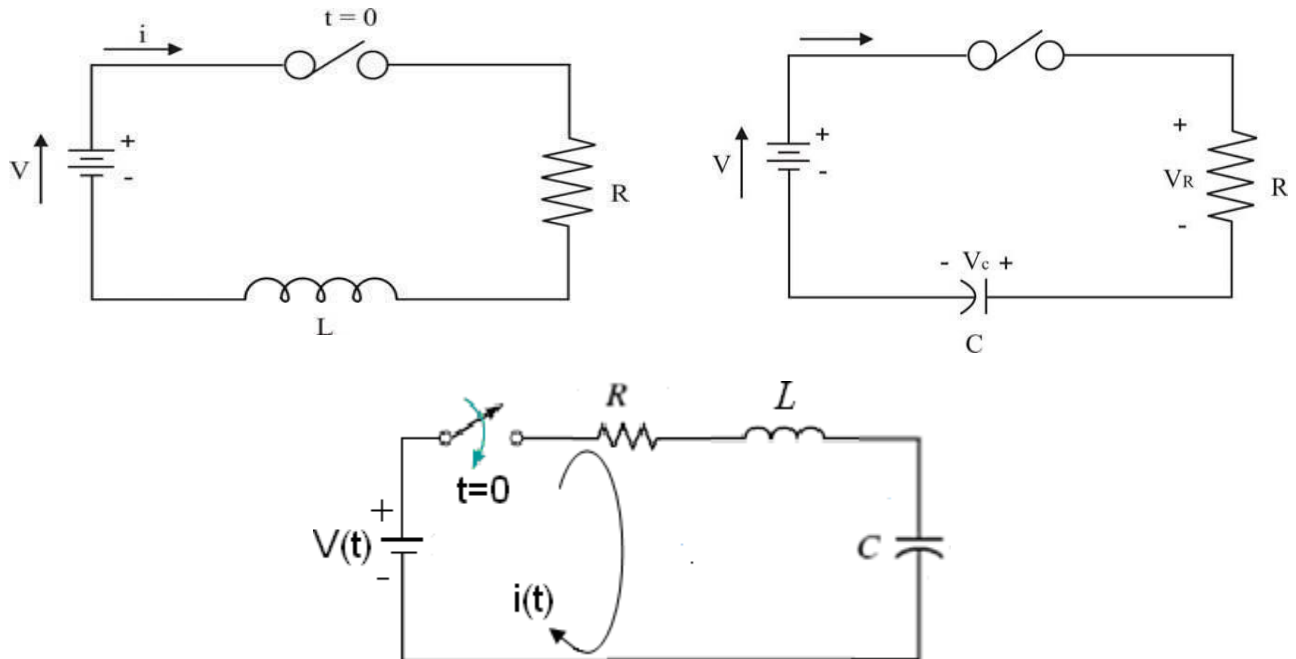 t = 0
i
+
V
-
R
L
+
V
-
+
VR
R
-
- Vc +
C
R
L
t=0
+
V(t)
C
-
i(t)